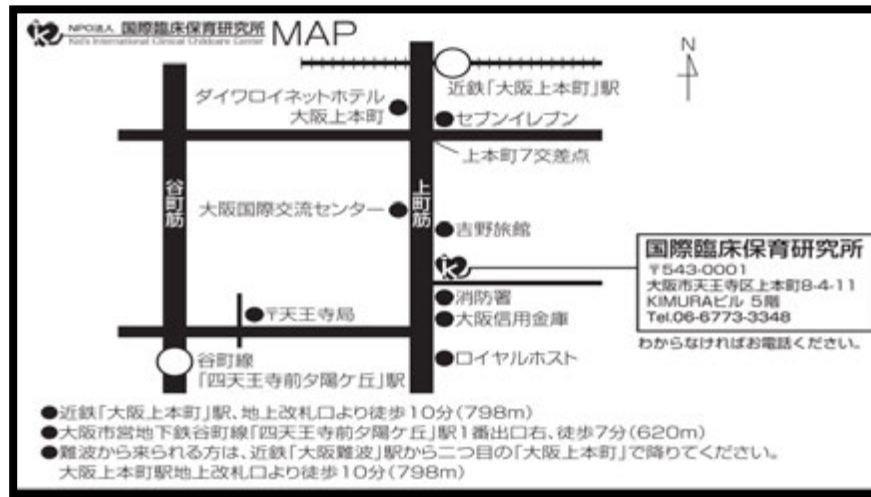 NPO法人 国際臨床保育研究所 MAP
Kid's International Clinical Childcare Center
N
近鉄「大阪上本町」駅
ダイワロイネットホテル
大阪上本町
セブンイレブン
上本町7交差点
谷町筋
上町筋
大阪国際交流センター
吉野旅館
国際臨床保育研究所
〒543-0001
大阪市天王寺区上本町8-4-11
KIMURAビル 5階
Tel.06-6773-3348
わからなければお電話ください。
消防署
〒天王寺局
大阪信用金庫
ロイヤルホスト
谷町線
「四天王寺前夕陽ケ丘」駅
●近鉄「大阪上本町」駅、地上改札口より徒歩10分(798m)
●大阪市営地下鉄谷町線「四天王寺前夕陽ケ丘」駅1番出口右、徒歩7分(620m)
●難波から来られる方は、近鉄「大阪難波」駅から二つ目の「大阪上本町」で降りてください。
大阪上本町駅地上改札口より徒歩10分(798m)